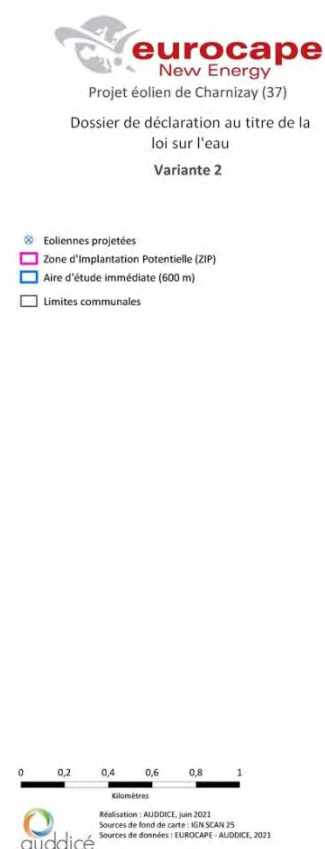 eurocape
New Energy
Projet éolien de Charnizay (37)
Dossier de déclaration au titre de la
loi sur l'eau
Variante 2
Eoliennes projetées
Zone d'Implantation Potentielle (ZIP)
Aire d'étude immédiate (600 m)
Limites communales
0 0,2 0,4 0,6 0,8 1
Kilomètres
Réalisation : AUDDICE, juin 2021
Sources de fond de carte : IGN SCAN 25
Sources de données : EUROCAPE - AUDDICE, 2021
auddicé